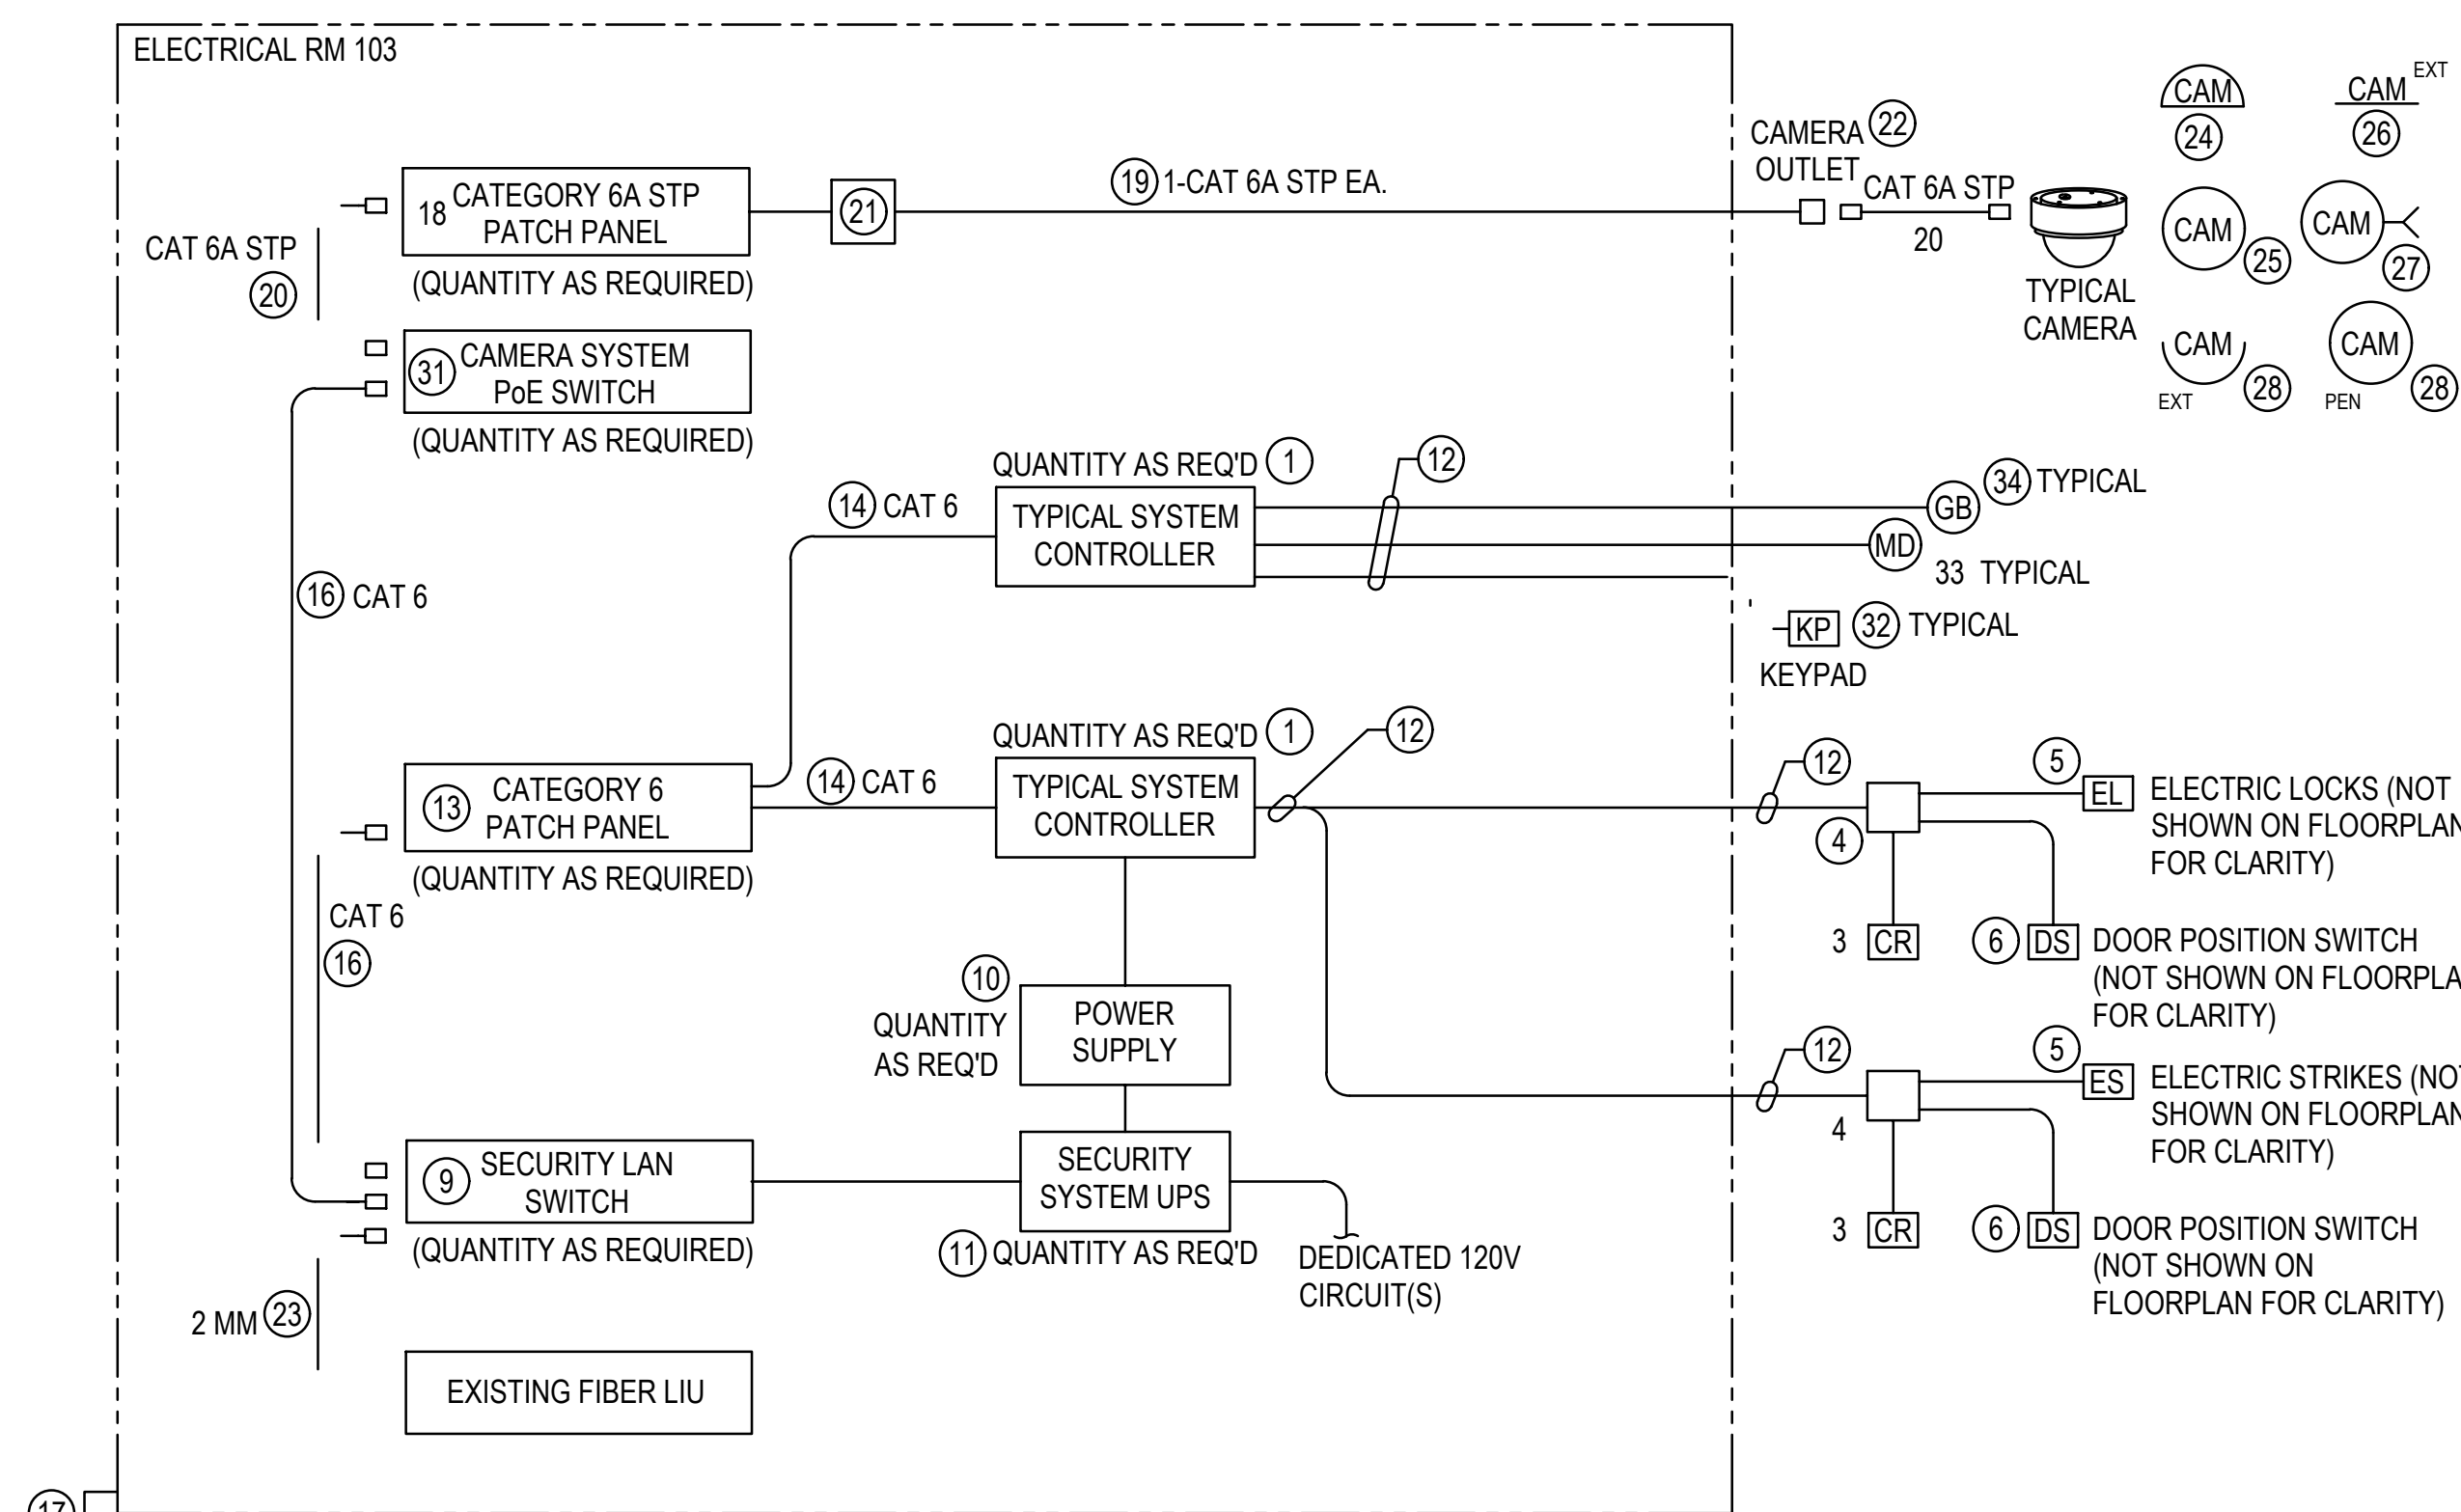 ELECTRICAL RM 103
CAM
24
CAM EXT
26
CAMERA 22
OUTLET
CAT 6A STP
20
TYPICAL
CAMERA
CAM
25
CAM
27
CAM
EXT
28
CAM
PEN
28
18 CATEGORY 6A STP
PATCH PANEL
(QUANTITY AS REQUIRED)
21
19 1-CAT 6A STP EA.
CAT 6A STP
20
31 CAMERA SYSTEM
PoE SWITCH
(QUANTITY AS REQUIRED)
QUANTITY AS REQ'D 1
12
14 CAT 6
TYPICAL SYSTEM
CONTROLLER
GB
34 TYPICAL
MD
33 TYPICAL
16 CAT 6
KP 32 TYPICAL
KEYPAD
QUANTITY AS REQ'D 1
12
13 CATEGORY 6
PATCH PANEL
(QUANTITY AS REQUIRED)
14 CAT 6
TYPICAL SYSTEM
CONTROLLER
12
4
5
EL
ELECTRIC LOCKS (NOT
SHOWN ON FLOORPLAN
FOR CLARITY)
CAT 6
16
3 CR
6 DS
DOOR POSITION SWITCH
(NOT SHOWN ON FLOORPLA
FOR CLARITY)
10
QUANTITY
AS REQ'D
POWER
SUPPLY
12
4
5
ES
ELECTRIC STRIKES (NOT
SHOWN ON FLOORPLAN
FOR CLARITY)
9 SECURITY LAN
SWITCH
(QUANTITY AS REQUIRED)
SECURITY
SYSTEM UPS
11 QUANTITY AS REQ'D
DEDICATED 120V
CIRCUIT(S)
3 CR
6 DS
DOOR POSITION SWITCH
(NOT SHOWN ON
FLOORPLAN FOR CLARITY)
2 MM 23
EXISTING FIBER LIU
17